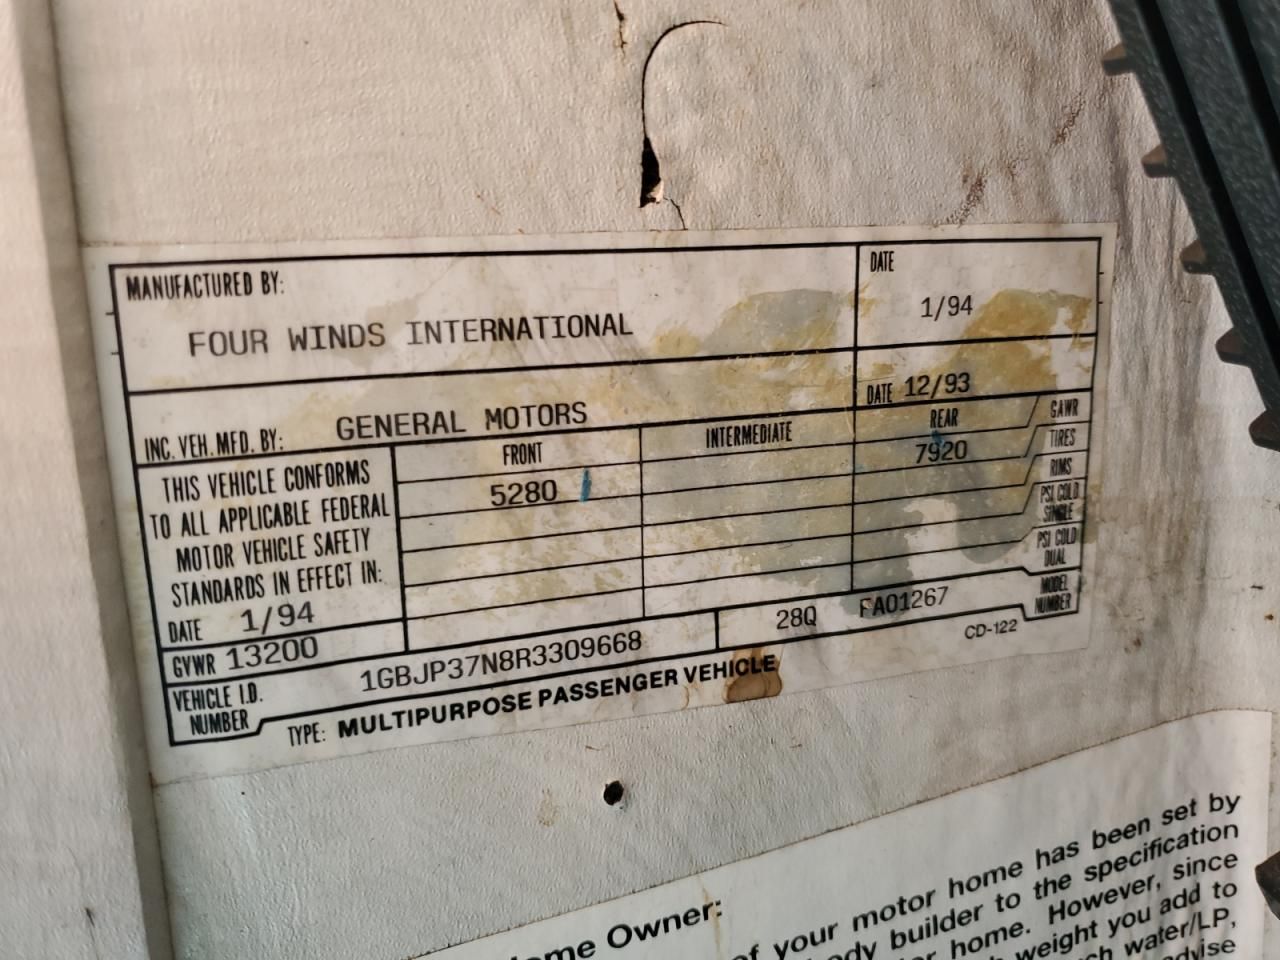 MANUFACTURED BY:
FOUR WINDS INTERNATIONAL
DATE
1/94
INC. VEH. MFD. BY: GENERAL MOTORS
DATE 12/93
THIS VEHICLE CONFORMS
TO ALL APPLICABLE FEDERAL
MOTOR VEHICLE SAFETY
STANDARDS IN EFFECT IN:
DATE 1/94
FRONT INTERMEDIATE REAR GAWR
5280 7920 TIRES
RIMS
PSI COLD
SINGLE
PSI COLD
DUAL
GVWR 13200
VEHICLE I.D.
NUMBER
1GBJP37N8R3309668
28Q FA01267
MODEL
NUMBER
TYPE: MULTIPURPOSE PASSENGER VEHICLE
CD-122
Owner:
of your motor home has been set by
builder to the specification
home. However, since
weight you add to
water/LP,
advise